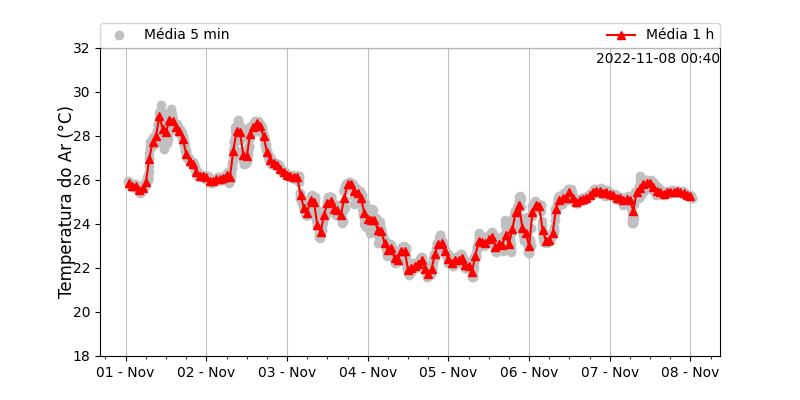 Média 5 min
Média 1 h
2022-11-08 00:40
Temperatura do Ar (°C)
32
30
28
26
24
22
20
18
01 - Nov
02 - Nov
03 - Nov
04 - Nov
05 - Nov
06 - Nov
07 - Nov
08 - Nov